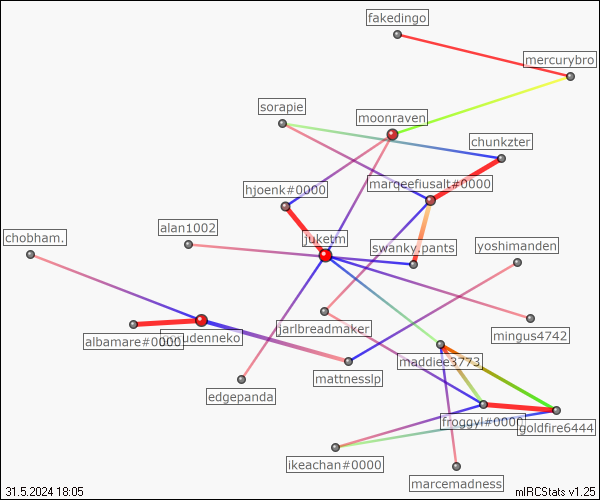 fakedingo
mercurybro
sorapie
moonraven
chunkzter
hjoenk#0000
marqeefiusalt#0000
alan1002
chobham.
juketm
swanky.pants
yoshimanden
jarlbreadmaker
mingus4742
albamare#0000
udenneko
mattnesslp
maddiee3773
edgepanda
froggyl#0000
goldfire6444
ikeachan#0000
marcemadness
31.5.2024 18:05
mIRCStats v1.25